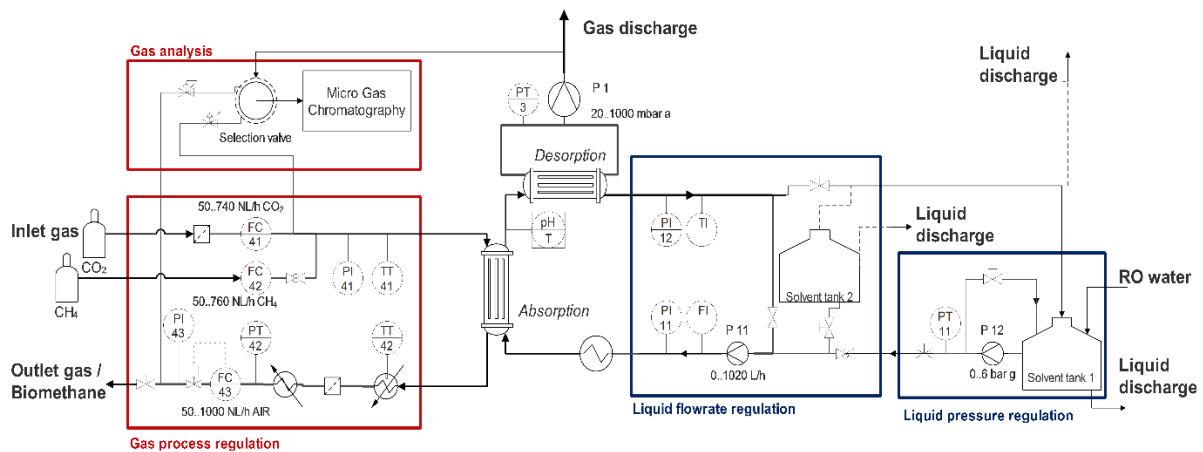 Gas discharge
Gas analysis
Liquid
discharge
Micro Gas
Chromatography
Selection valve
PT
3
P 1
20..1000 mbar a
Desorption
50..740 NL/h CO₂
Inlet gas
CO₂
FC
41
pH
T
PI
12
TI
Solvent tank 2
Liquid
discharge
RO water
FC
42
CH₄
50..760 NL/h CH₄
PI
41
TT
41
Absorption
PI
43
PT
42
TT
42
PI
11
FI
P 11
0..1020 L/h
PT
11
P 12
0..6 bar g
Solvent tank 1
Outlet gas /
Biomethane
FC
43
50..1000 NL/h AIR
Liquid
discharge
Gas process regulation
Liquid flowrate regulation
Liquid pressure regulation